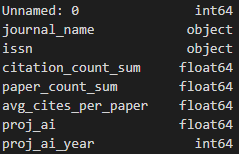 Unnamed: 0 int64
journal_name object
issn object
citation_count_sum float64
paper_count_sum float64
avg_cites_per_paper float64
proj_ai float64
proj_ai_year int64